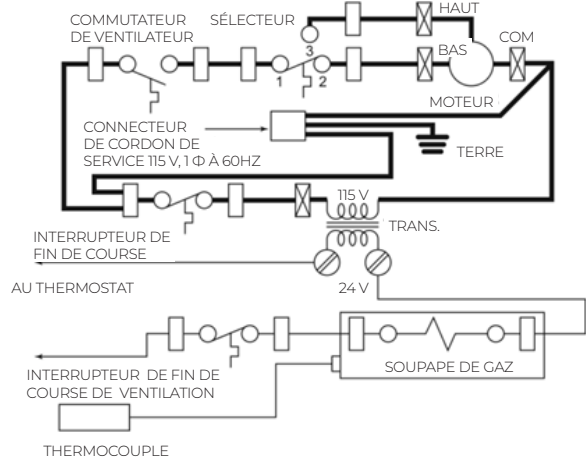 COMMUTATEUR
DE VENTILATEUR
SÉLECTEUR
HAUT
3
BAS
COM
1
2
MOTEUR
CONNECTEUR
DE CORDON DE
SERVICE 115 V, 1 Φ À 60HZ
TERRE
115 V
TRANS.
INTERRUPTEUR DE
FIN DE COURSE
AU THERMOSTAT
24 V
SOUPAPE DE GAZ
INTERRUPTEUR DE FIN DE
COURSE DE VENTILATION
THERMOCOUPLE